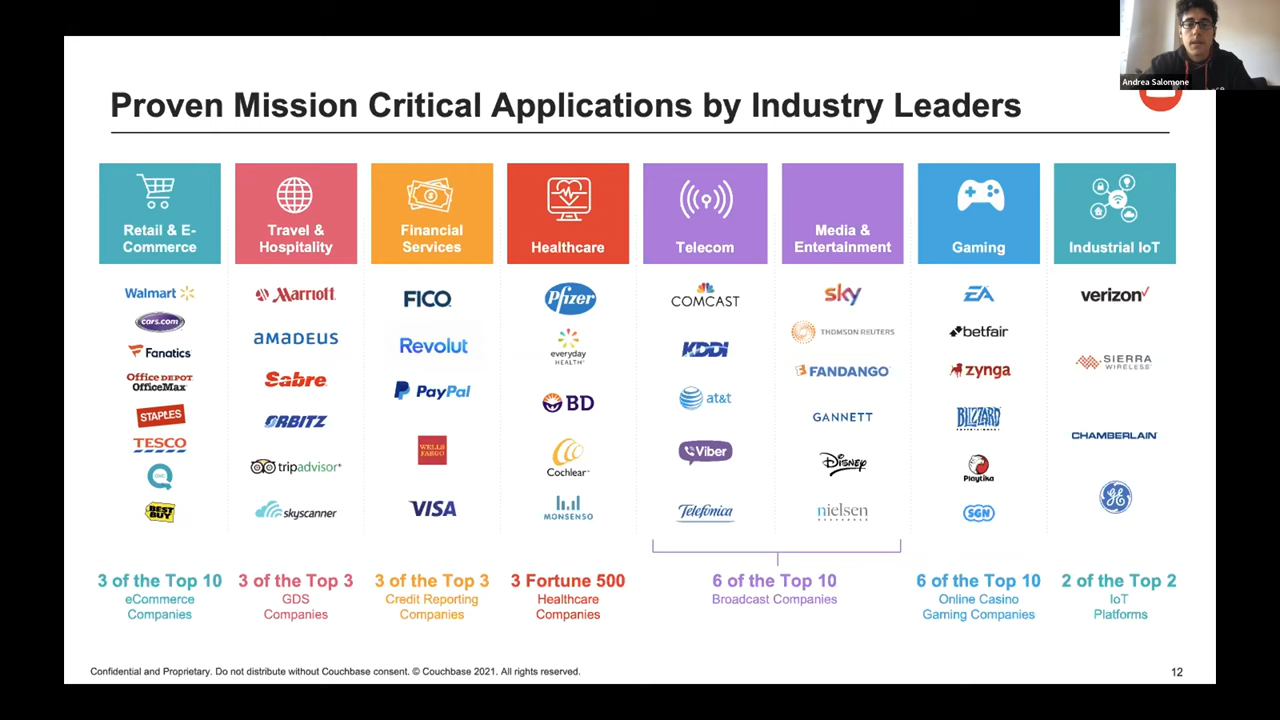 Andrea Salomone
Proven Mission Critical Applications by Industry Leaders
Retail & E-
Commerce
Travel &
Hospitality
Financial
Services
Healthcare
Telecom
Media &
Entertainment
Gaming
Industrial IoT
Walmart
cars.com
Fanatics
Office DEPOT
OfficeMax
STAPLES
TESCO
QVC
BEST
BUY
Marriott
AMADEUS
Sabre
ORBITZ
tripadvisor®
skyscanner
FICO
Revolut
PayPal
WELLS
FARGO
VISA
Pfizer
everyday
HEALTH
BD
Cochlear
MONSENSO
COMCAST
KDDI
at&t
Viber
Telefónica
sky
THOMSON REUTERS
FANDANGO
GANNETT
DISNEY
nielsen
EA
betfair
zynga
BLIZZARD
ENTERTAINMENT
Playtika
SGN
verizon
SIERRA
WIRELESS
CHAMBERLAIN
GE
3 of the Top 10
eCommerce
Companies
3 of the Top 3
GDS
Companies
3 of the Top 3
Credit Reporting
Companies
3 Fortune 500
Healthcare
Companies
6 of the Top 10
Broadcast Companies
6 of the Top 10
Online Casino
Gaming Companies
2 of the Top 2
IoT
Platforms
Confidential and Proprietary. Do not distribute without Couchbase consent. © Couchbase 2021. All rights reserved.
12